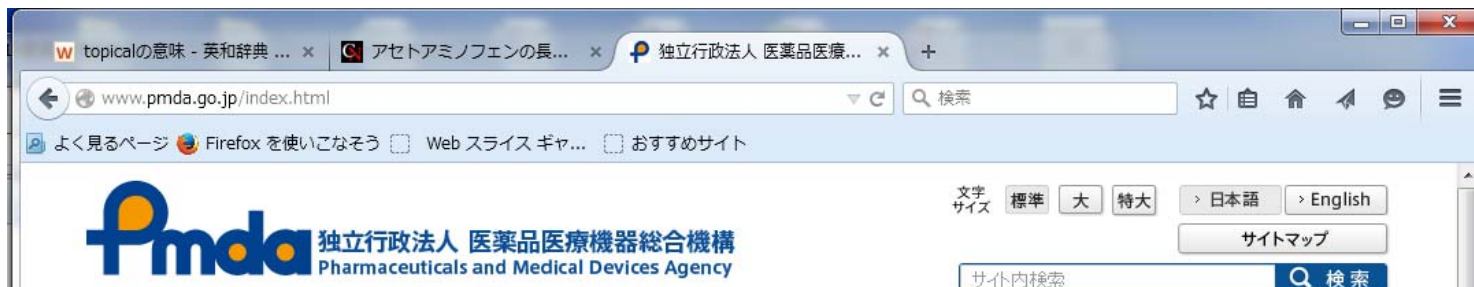 W topicalの意味 - 英和辞典 ... × アセトアミノフェンの長... × 独立行政法人 医薬品医療... × +
www.pmda.go.jp/index.html 検索
よく見るページ Firefox を使いこなそう Web スライス ギャ... おすすめサイト
文字サイズ 標準 大 特大 › 日本語 › English
サイトマップ
Pmda 独立行政法人 医薬品医療機器総合機構
Pharmaceuticals and Medical Devices Agency
サイト内検索 検索